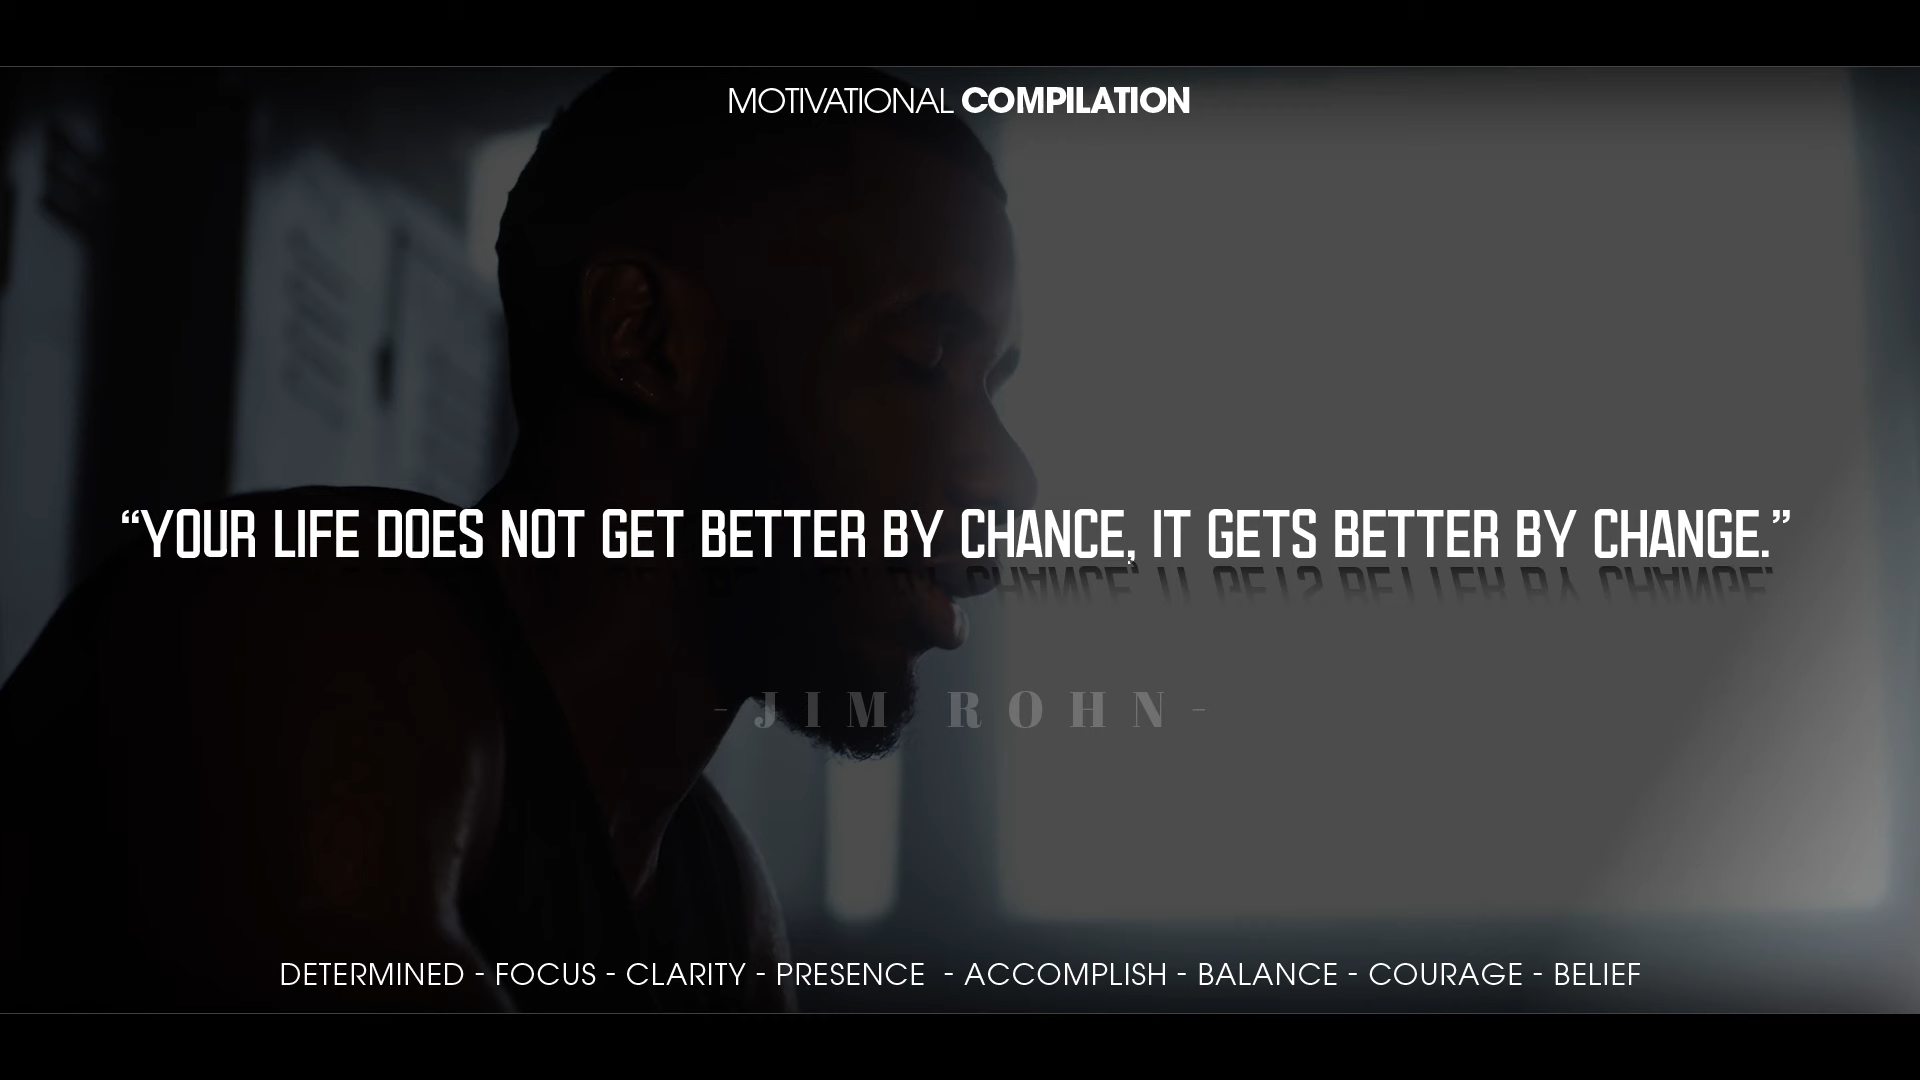 MOTIVATIONAL COMPILATION
“YOUR LIFE DOES NOT GET BETTER BY CHANCE, IT GETS BETTER BY CHANGE.”
- JIM ROHN -
DETERMINED - FOCUS - CLARITY - PRESENCE - ACCOMPLISH - BALANCE - COURAGE - BELIEF